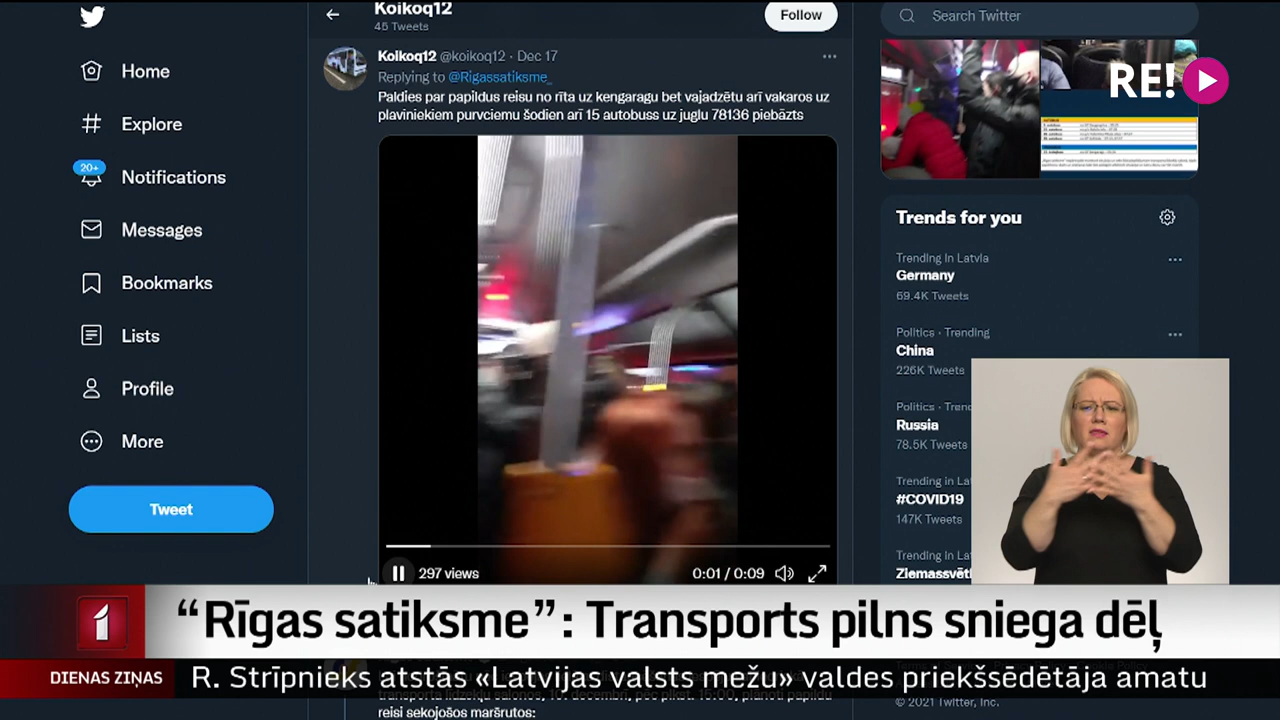 Koikoq12
45 Tweets
Follow
Search Twitter
RE!
Home
Explore
20+
Notifications
Messages
Bookmarks
Lists
Profile
More
Tweet
Koikoq12 @koikoq12 · Dec 17
Replying to @Rigassatiksme_
Paldies par papildus reisu no rīta uz kengaragu bet vajadzētu arī vakaros uz
plaviniekiem purvciemu šodien arī 15 autobuss uz juglu 78136 piebāzts
297 views
0:01 / 0:09
Trends for you
Trending in Latvia
Germany
69.4K Tweets
Politics · Trending
China
226K Tweets
Politics · Trend
Russia
78.5K Tweets
Trending in Lat
#COVID19
147K Tweets
Trending in Lat
Ziemassvēt
1
“Rīgas satiksme”: Transports pilns sniega dēļ
DIENAS ZIŅAS
R. Strīpnieks atstās «Latvijas valsts mežu» valdes priekšsēdētāja amatu
reisi sekojošos maršrutos:
© 2021 Twitter, Inc.